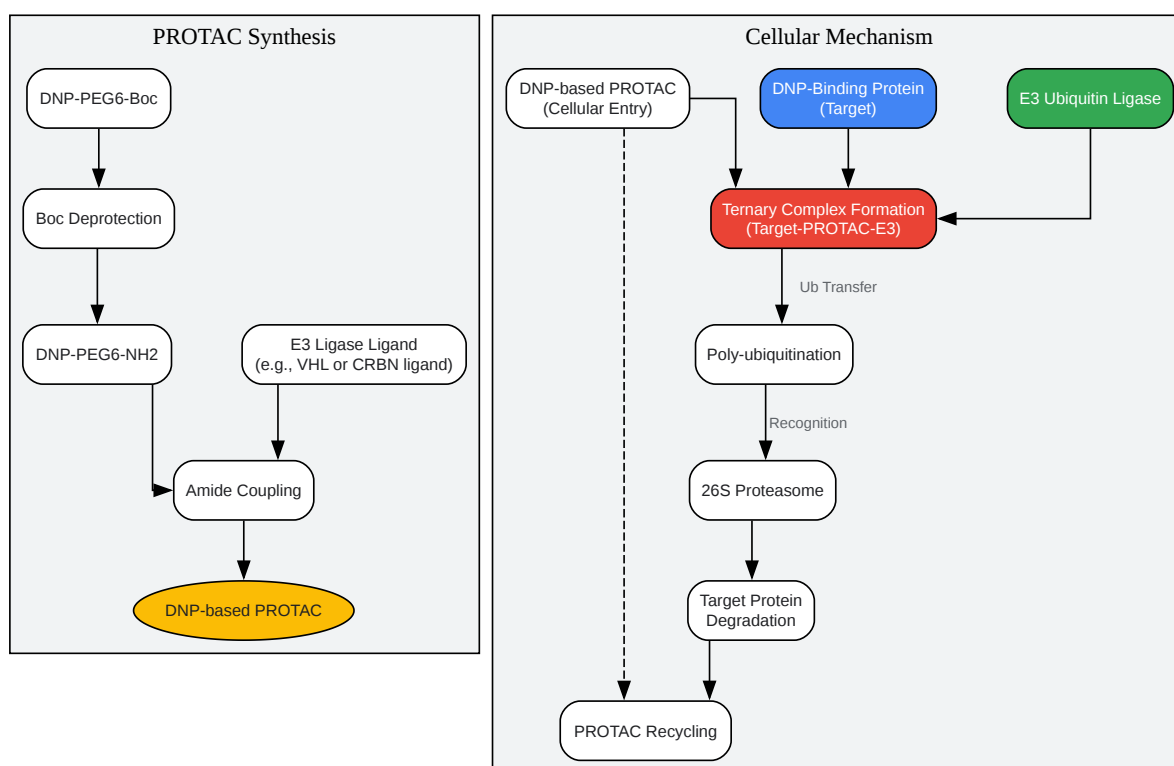 PROTAC Synthesis
DNP-PEG6-Boc
Boc Deprotection
DNP-PEG6-NH2
E3 Ligase Ligand
(e.g., VHL or CRBN ligand)
Amide Coupling
DNP-based PROTAC
Cellular Mechanism
DNP-based PROTAC
(Cellular Entry)
DNP-Binding Protein
(Target)
E3 Ubiquitin Ligase
Ternary Complex Formation
(Target-PROTAC-E3)
Ub Transfer
Poly-ubiquitination
Recognition
26S Proteasome
Target Protein
Degradation
PROTAC Recycling